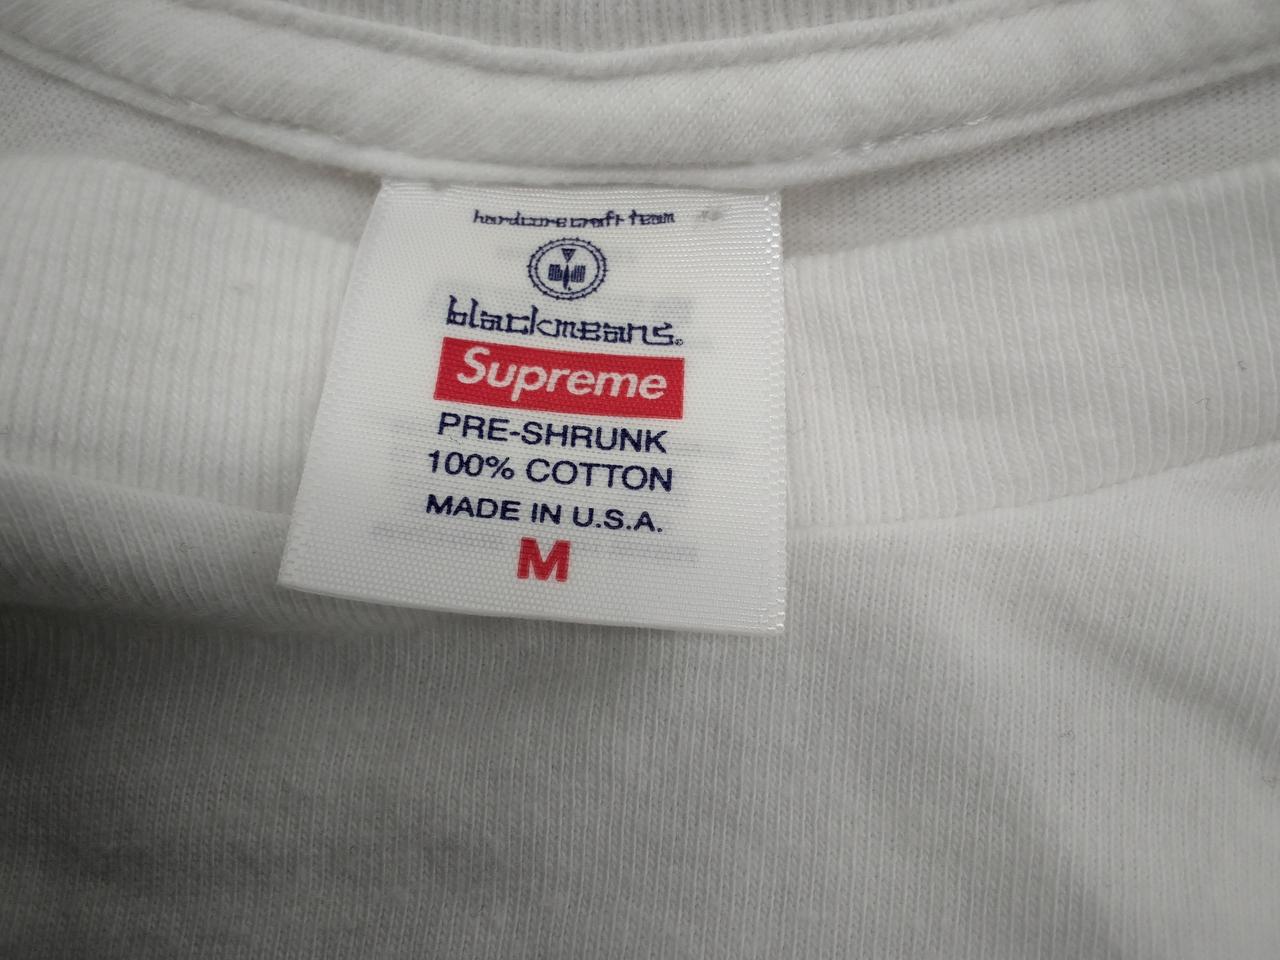 hardcore craft team
blackmeans.
Supreme
PRE-SHRUNK
100% COTTON
MADE IN U.S.A.
M